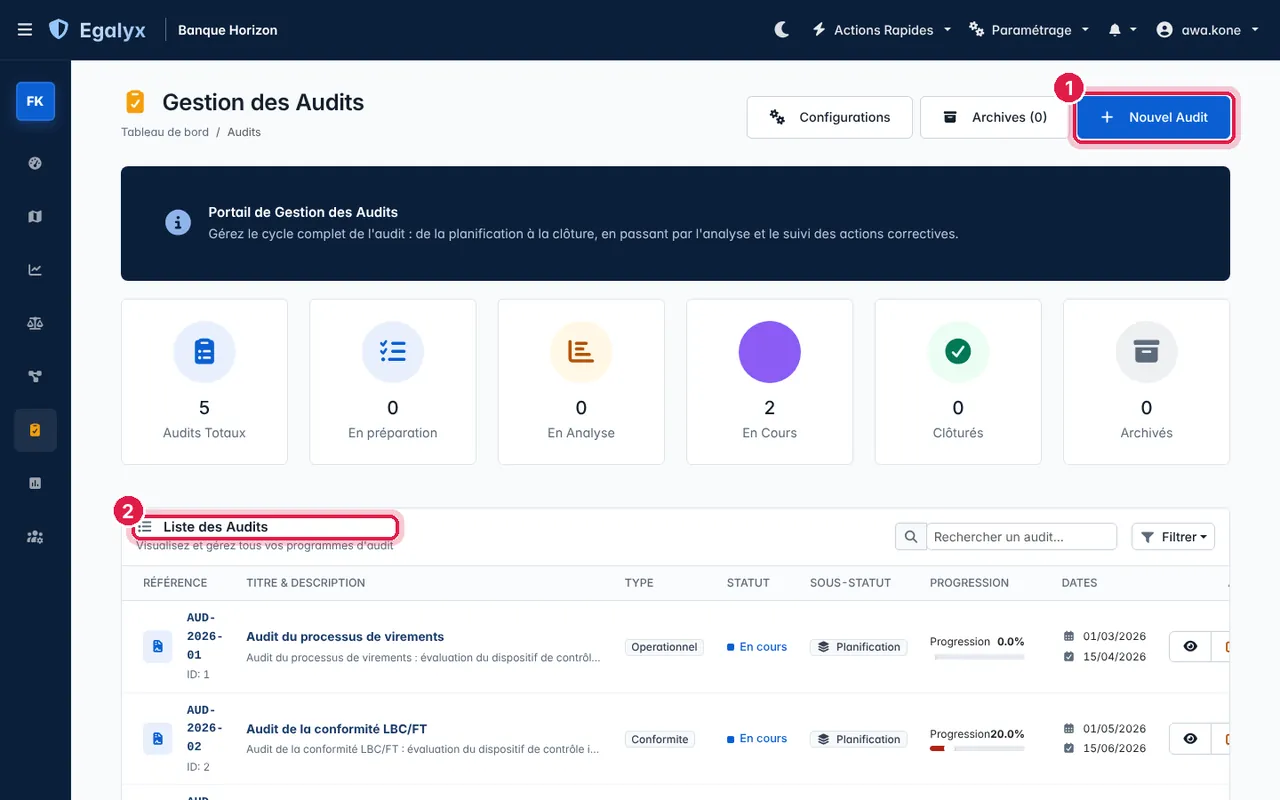 Egalyx
Banque Horizon
Actions Rapides
Paramétrage
awa.kone
FK
Gestion des Audits
Tableau de bord / Audits
Configurations
Archives (0)
1
+ Nouvel Audit
Portail de Gestion des Audits
Gérez le cycle complet de l'audit : de la planification à la clôture, en passant par l'analyse et le suivi des actions correctives.
5
Audits Totaux
0
En préparation
0
En Analyse
2
En Cours
0
Clôturés
0
Archivés
2
Liste des Audits
Visualisez et gérez tous vos programmes d'audit
Rechercher un audit...
Filtrer
RÉFÉRENCE TITRE & DESCRIPTION TYPE STATUT SOUS-STATUT PROGRESSION DATES
AUD-
2026-
01
ID: 1
Audit du processus de virements
Audit du processus de virements : évaluation du dispositif de contrôl...
Operationnel
En cours
Planification
Progression 0.0%
01/03/2026
15/04/2026
AUD-
2026-
02
ID: 2
Audit de la conformité LBC/FT
Audit de la conformité LBC/FT : évaluation du dispositif de contrôle i...
Conformite
En cours
Planification
Progression20.0%
01/05/2026
15/06/2026